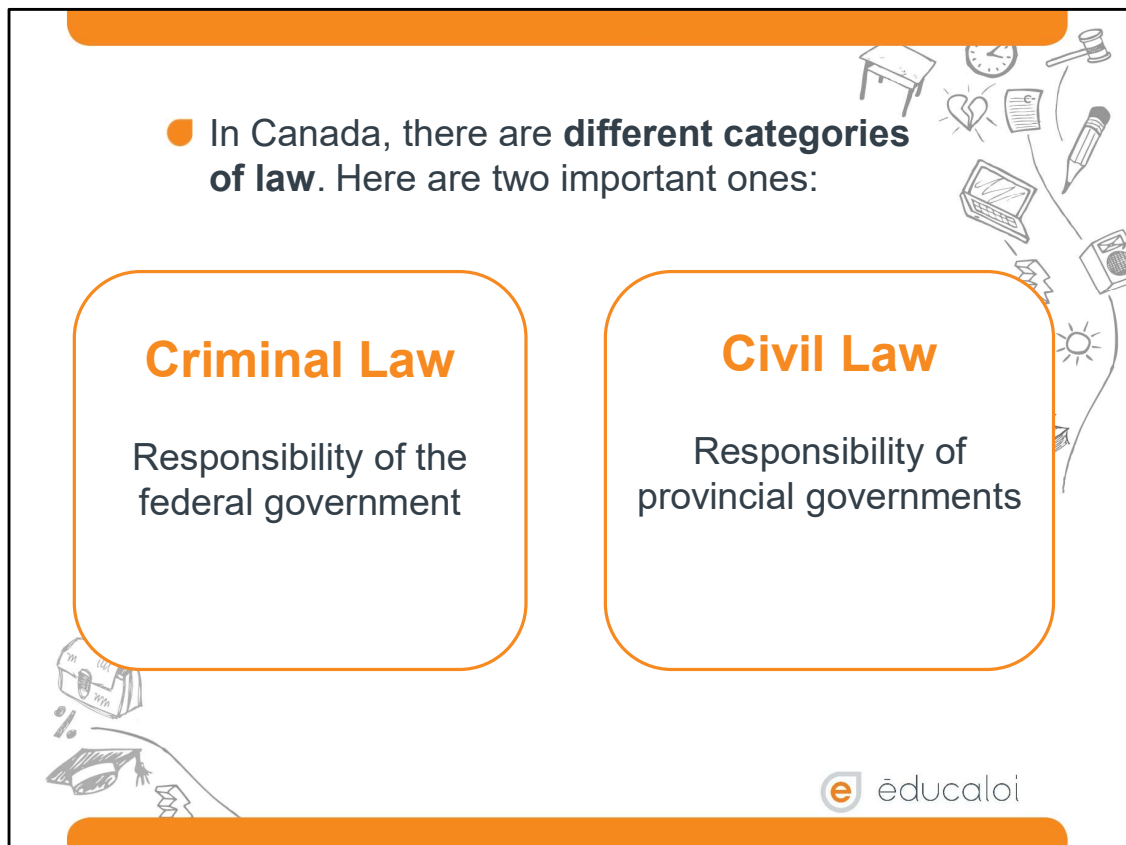 In Canada, there are different categories
of law. Here are two important ones:
Criminal Law
Responsibility of the
federal government
Civil Law
Responsibility of
provincial governments
e ēducaloi